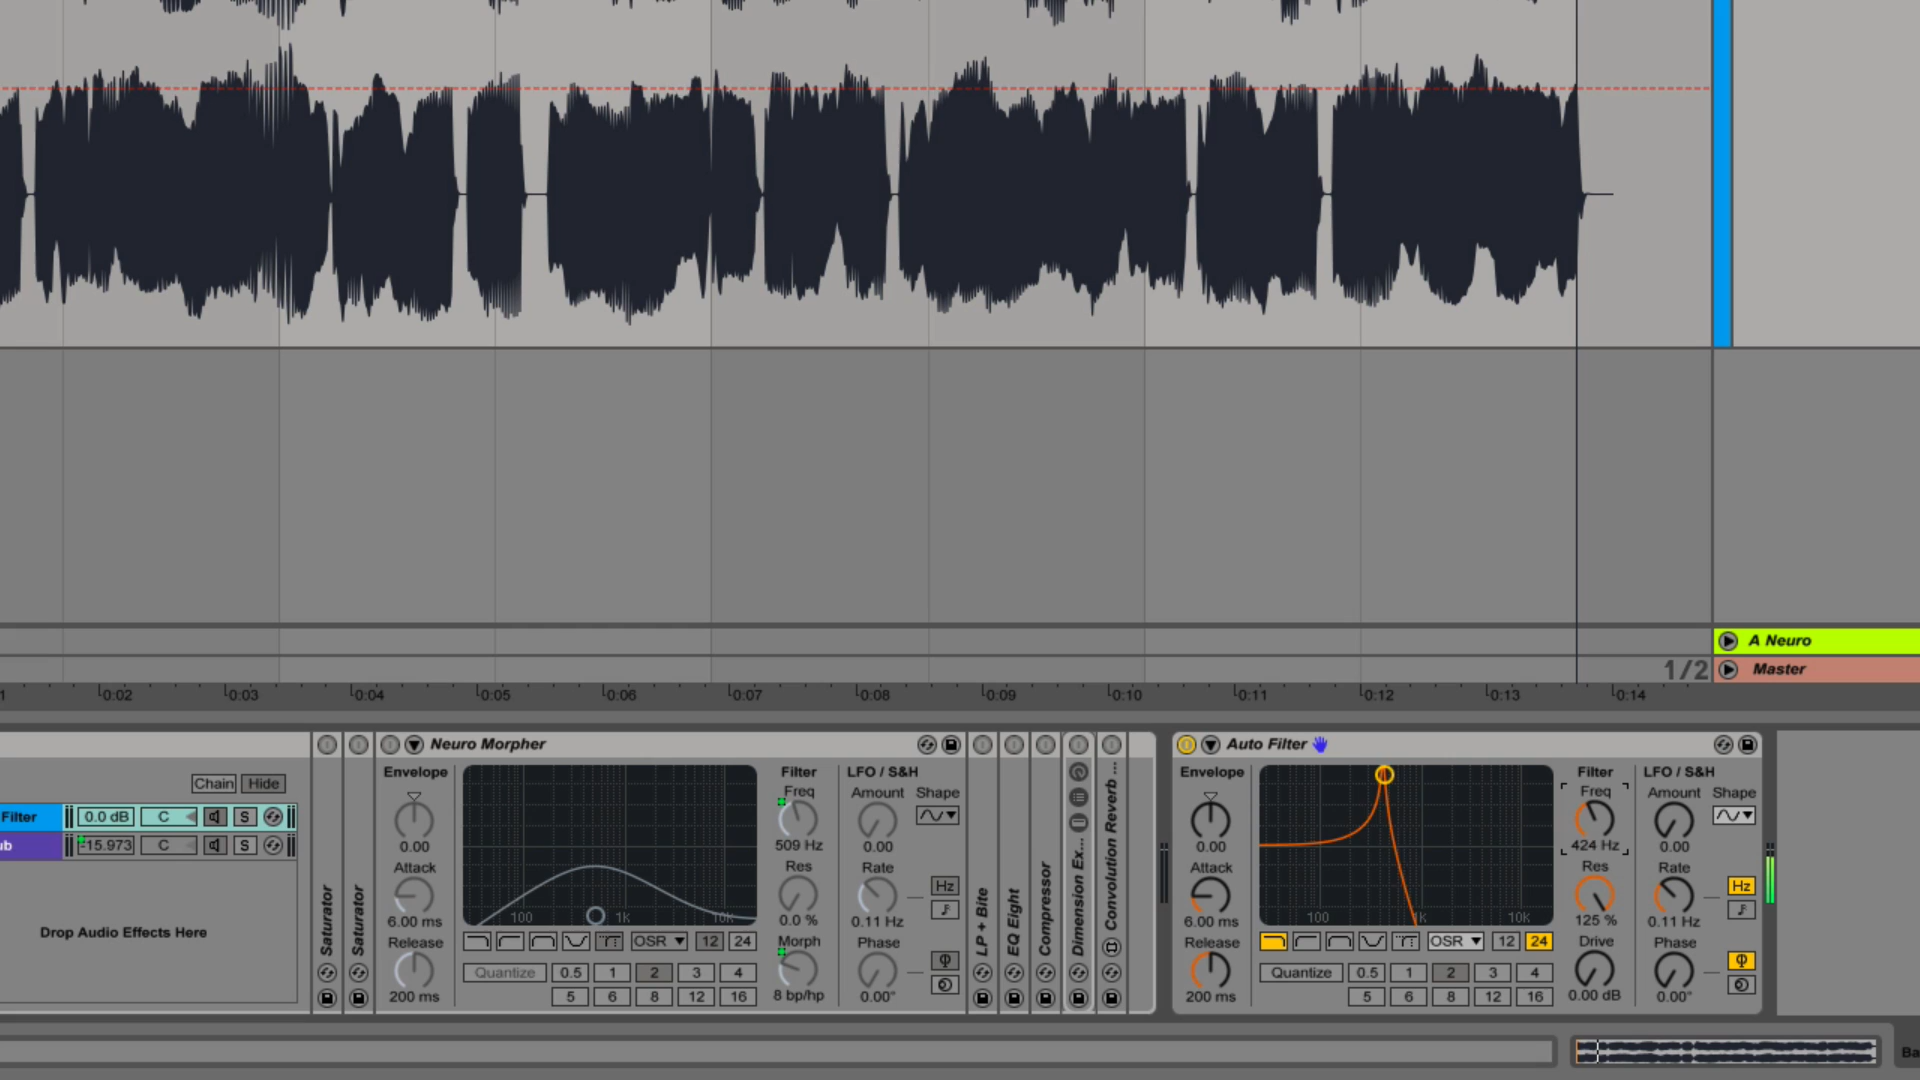 A Neuro
1/2
Master
1
0:02
0:03
0:04
0:05
0:06
0:07
0:08
0:09
0:10
0:11
0:12
0:13
0:14
Chain
Hide
Filter
0.0 dB
C
S
ub
-15.973
C
S
Drop Audio Effects Here
Saturator
Saturator
Neuro Morpher
Envelope
0.00
Attack
6.00 ms
Release
200 ms
100
1k
10k
OSR
12
24
Quantize
0.5
1
2
3
4
5
6
8
12
16
Filter
Freq
509 Hz
Res
0.0 %
Morph
8 bp/hp
LFO / S&H
Amount
Shape
0.00
Rate
Hz
0.11 Hz
Phase
0.00°
LP + Bite
EQ Eight
Compressor
Dimension Ex...
Convolution Reverb ...
Auto Filter
Envelope
0.00
Attack
6.00 ms
Release
200 ms
100
1k
10k
OSR
12
24
Quantize
0.5
1
2
3
4
5
6
8
12
16
Filter
Freq
424 Hz
Res
125 %
Drive
0.00 dB
LFO / S&H
Amount
Shape
0.00
Rate
Hz
0.11 Hz
Phase
0.00°
Ba